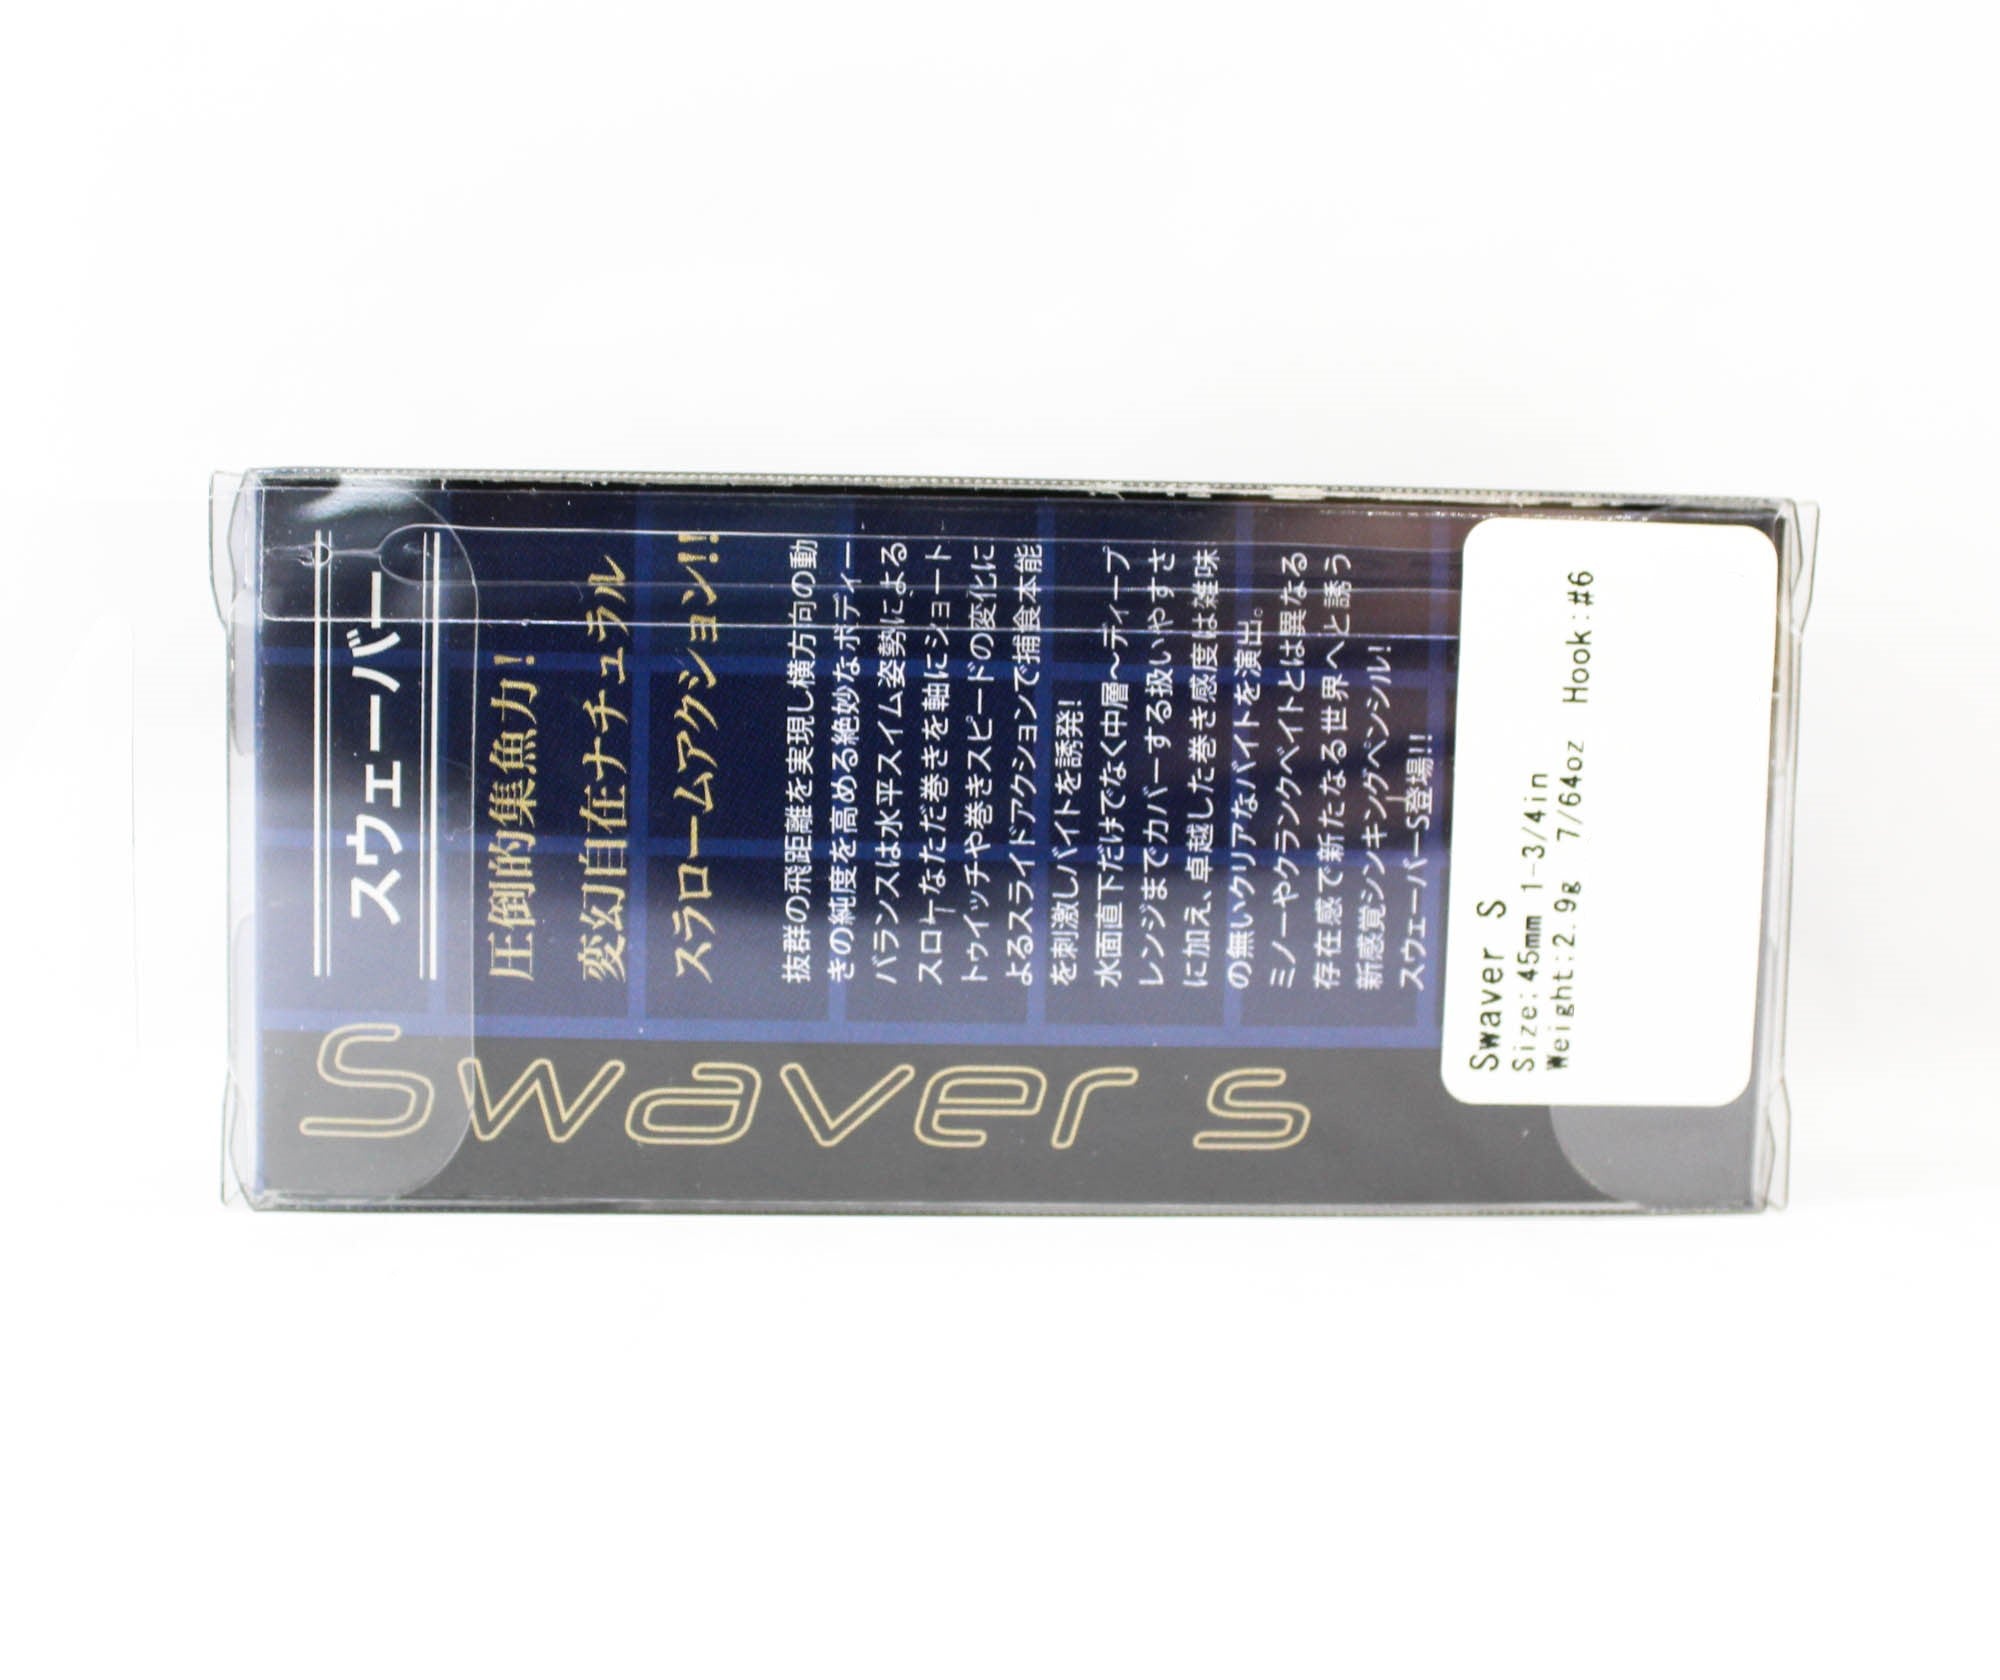 Swaver s
スウェーバー
圧倒的集魚力!
変幻自在ナチュラル
スラロームアクション!!
抜群の飛距離を実現し横方向の動
きの純度を高める絶妙なボディー
バランスは水平スイム姿勢による
スローなただ巻きを軸にショート
トゥイッチや巻きスピードの変化に
よるスライドアクションで捕食本能
を刺激しバイトを誘発!
水面直下だけでなく中層〜ディープ
レンジまでカバーする扱いやすさ
に加え、卓越した巻き感度は雑味
の無いクリアなバイトを演出。
ミノーやクランクベイトとは異なる
存在感で新たなる世界へと誘う
新感覚シンキングペンシル!
スウェーバーS登場!!
Swaver S
Size:45mm 1-3/4in
Weight:2.9g 7/64oz Hook:#6